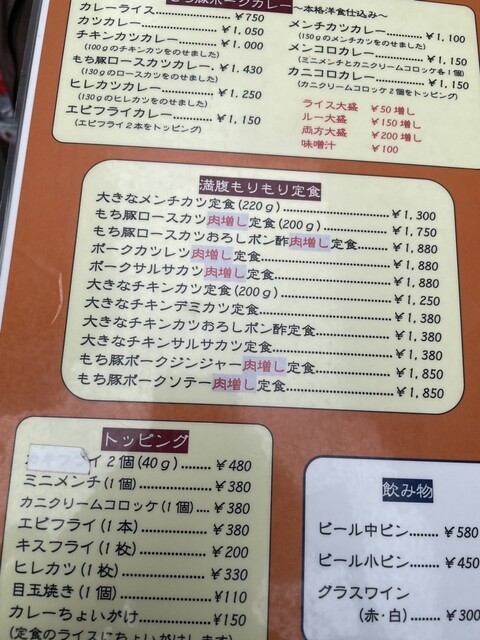 もち豚ポークカレー ～本格洋食仕込み～
カレーライス ¥750
カツカレー ¥1,050
チキンカツカレー ¥1,000
(100gのチキンカツをのせました)
もち豚ロースカツカレー ¥1,430
(130gのロースカツをのせました)
ヒレカツカレー ¥1,250
(130gのヒレカツをのせました)
エビフライカレー ¥1,150
(エビフライ2本をトッピング)
メンチカツカレー ¥1,100
(150gのメンチカツをのせました)
メンコロカレー ¥1,150
(ミニメンチとカニクリームコロッケ各1個)
カニコロカレー ¥1,150
(カニクリームコロッケ2個をトッピング)
ライス大盛 ¥50増し
ルー大盛 ¥150増し
両方大盛 ¥200増し
味噌汁 ¥100
満腹もりもり定食
大きなメンチカツ定食(220g) ¥1,300
もち豚ロースカツ肉増し定食(200g) ¥1,750
もち豚ロースカツおろしポン酢肉増し定食 ¥1,880
ポークカツレツ肉増し定食 ¥1,880
ポークサルサカツ肉増し定食 ¥1,880
大きなチキンカツ定食(200g) ¥1,250
大きなチキンデミカツ定食 ¥1,380
大きなチキンカツおろしポン酢定食 ¥1,380
大きなチキンサルサカツ定食 ¥1,380
もち豚ポークジンジャー肉増し定食 ¥1,850
もち豚ポークソテー肉増し定食 ¥1,850
トッピング
フライ2個(40g) ¥480
ミニメンチ(1個) ¥380
カニクリームコロッケ(1個) ¥380
エビフライ(1本) ¥380
キスフライ(1枚) ¥200
ヒレカツ(1枚) ¥330
目玉焼き(1個) ¥110
カレーちょいがけ ¥150
(定食のライスにちょいがけします)
飲み物
ビール中ビン ¥580
ビール小ビン ¥450
グラスワイン
(赤・白) ¥300